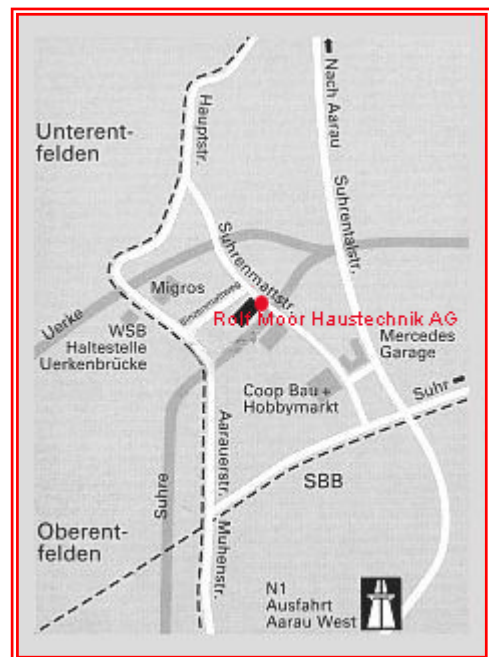 Nach Aarau
Hauptstr.
Unterent-
felden
Suhrentalstr.
Suhrenmattstr.
Migros
Uerke
Rolf Moor Haustechnik AG
WSB
Haltestelle
Uerkenbrücke
Mercedes
Garage
Coop Bau +
Hobbymarkt
Suhr
Aarauerstr.
SBB
Suhre
Oberent-
felden
Muhenstr.
N1
Ausfahrt
Aarau West